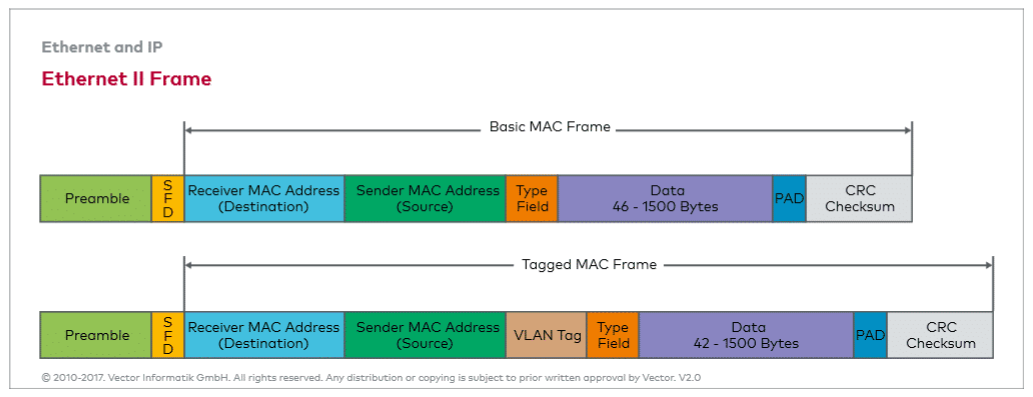 Ethernet and IP
Ethernet II Frame
Basic MAC Frame
Preamble
S
F
D
Receiver MAC Address
(Destination)
Sender MAC Address
(Source)
Type
Field
Data
46 - 1500 Bytes
PAD
CRC
Checksum
Tagged MAC Frame
Preamble
S
F
D
Receiver MAC Address
(Destination)
Sender MAC Address
(Source)
VLAN Tag
Type
Field
Data
42 - 1500 Bytes
PAD
CRC
Checksum
© 2010-2017. Vector Informatik GmbH. All rights reserved. Any distribution or copying is subject to prior written approval by Vector. V2.0